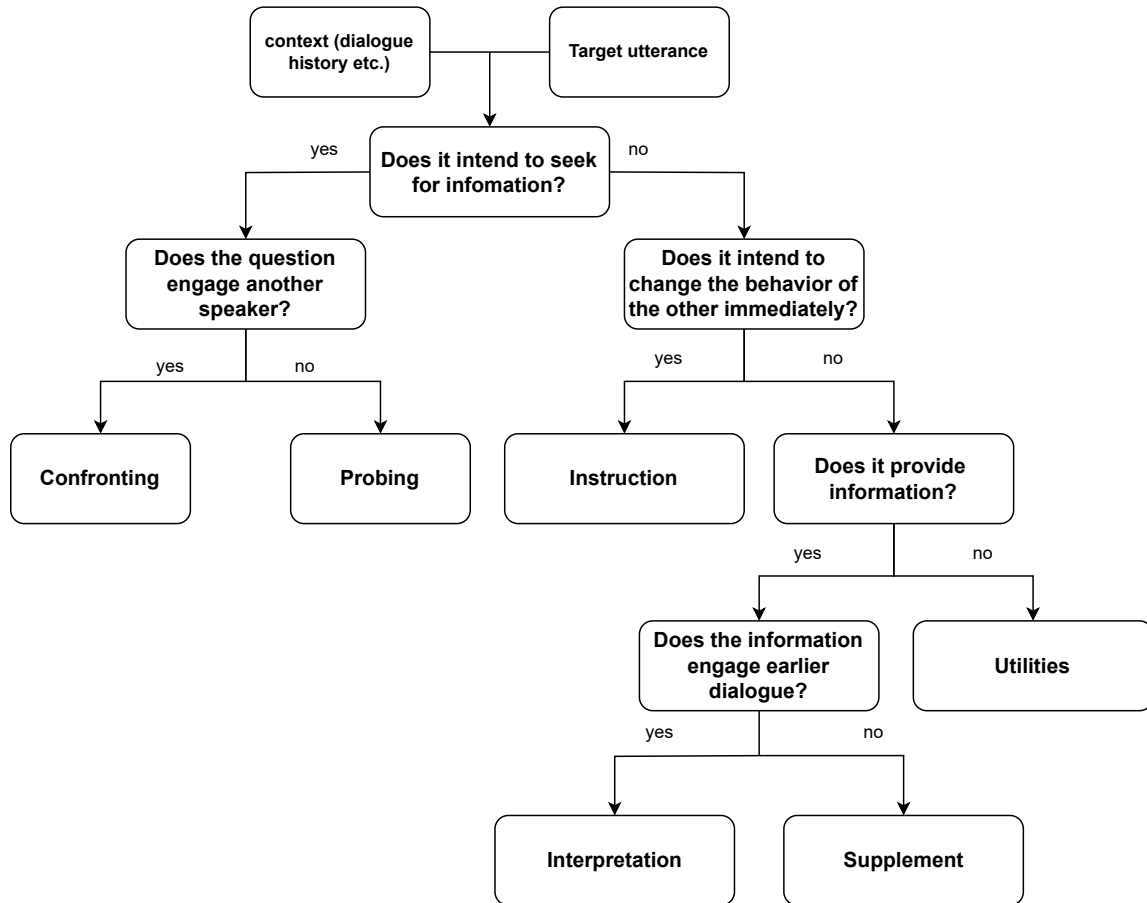 context (dialogue
history etc.)
Target utterance
yes
no
Does it intend to seek
for infomation?
Does the question
engage another
speaker?
Does it intend to
change the behavior of
the other immediately?
yes
no
yes
no
Confronting
Probing
Instruction
Does it provide
information?
yes
no
Does the information
engage earlier
dialogue?
Utilities
yes
no
Interpretation
Supplement